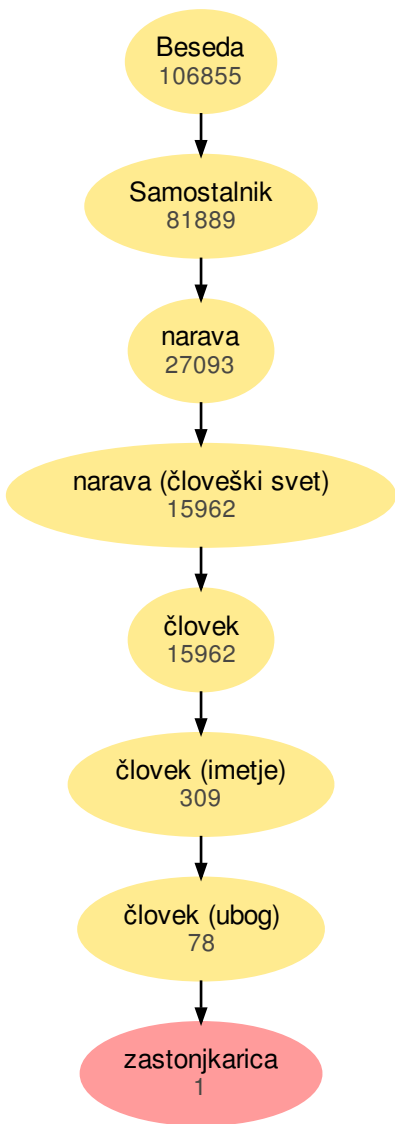 Beseda
106855
Samostalnik
81889
narava
27093
narava (človeški svet)
15962
človek
15962
človek (imetje)
309
človek (ubog)
78
zastonjkarica
1